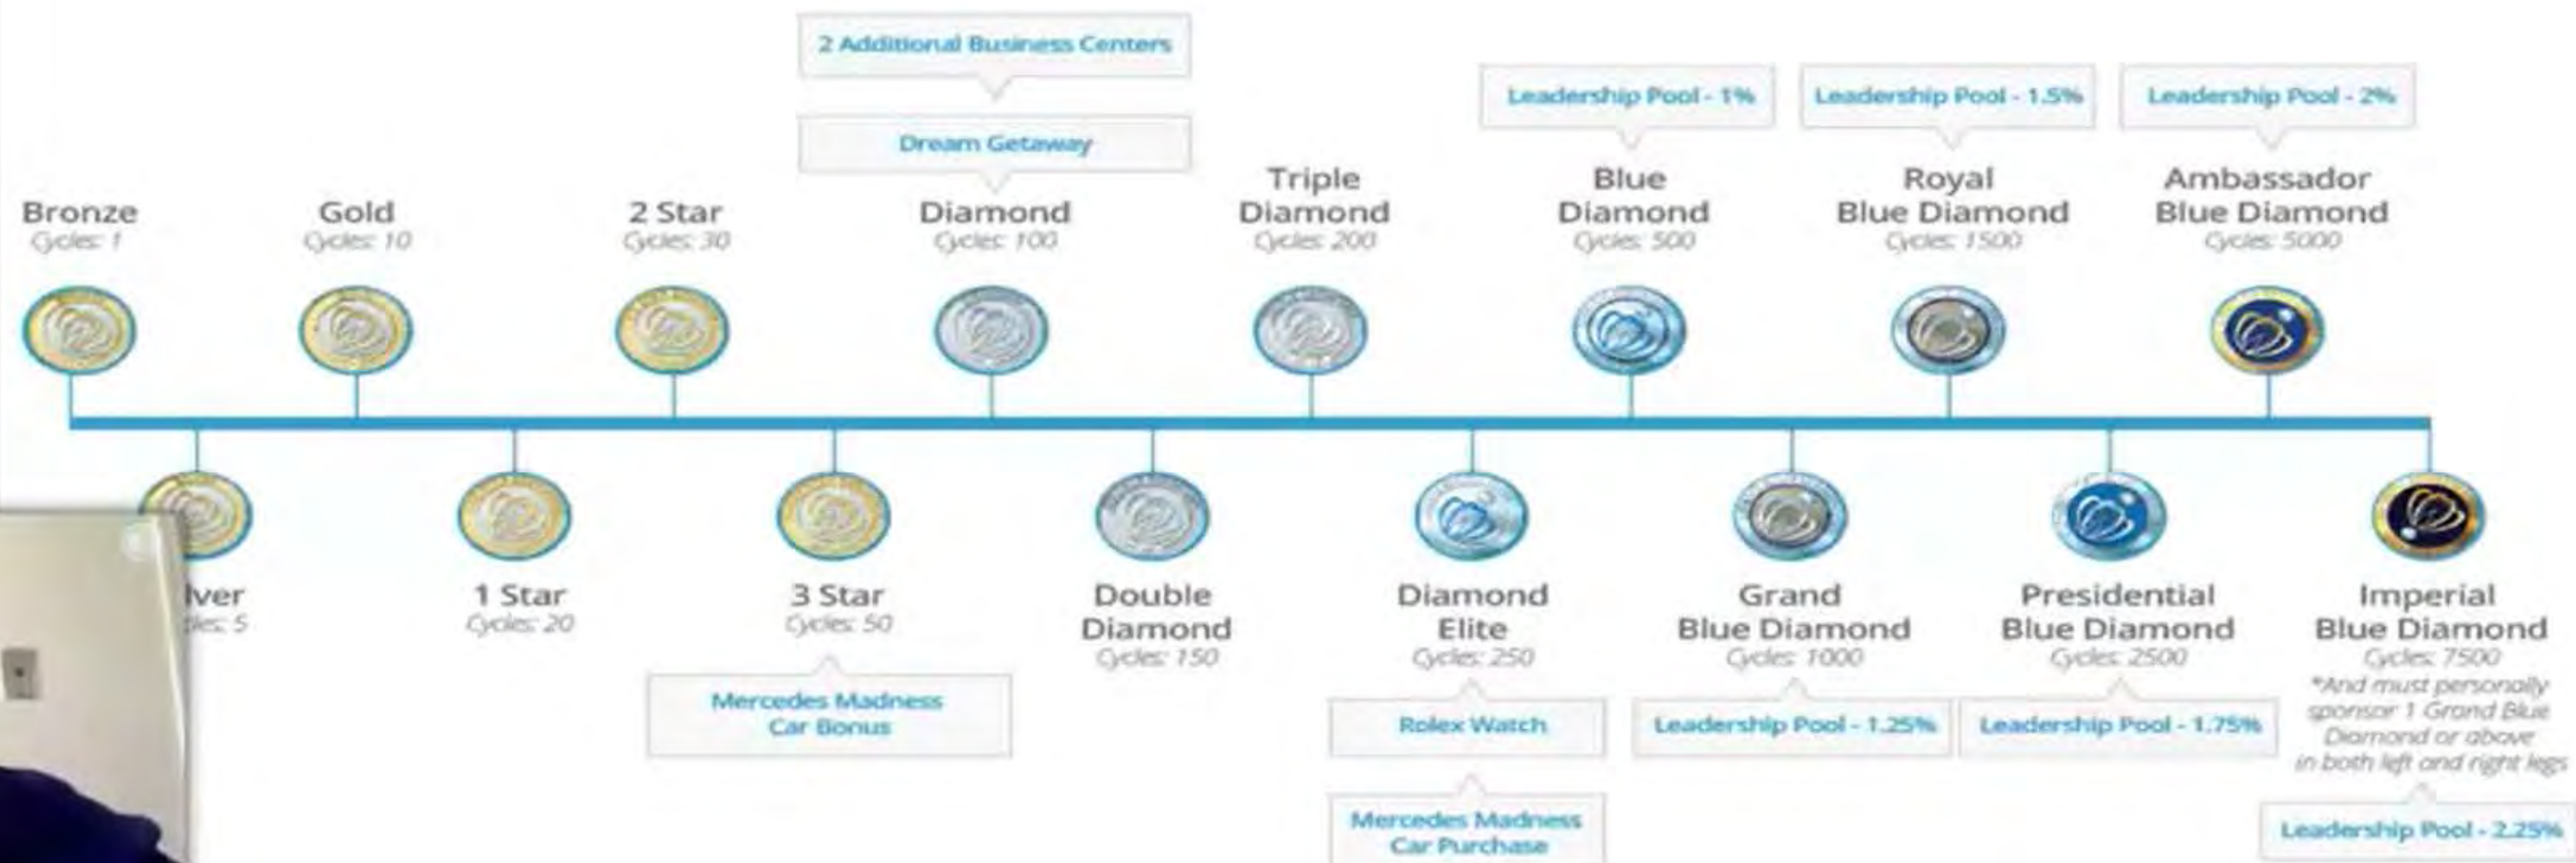 2 Additional Business Centers
Dream Getaway
Leadership Pool - 1%
Leadership Pool - 1.5%
Leadership Pool - 2%
Bronze
Cycles: 1
Gold
Cycles: 10
2 Star
Cycles: 30
Diamond
Cycles: 100
Triple
Diamond
Cycles: 200
Blue
Diamond
Cycles: 500
Royal
Blue Diamond
Cycles: 1500
Ambassador
Blue Diamond
Cycles: 5000
lver
5
1 Star
Cycles: 20
3 Star
Cycles: 50
Mercedes Madness
Car Bonus
Double
Diamond
Cycles: 150
Diamond
Elite
Cycles: 250
Rolex Watch
Mercedes Madness
Car Purchase
Grand
Blue Diamond
Cycles: 1000
Leadership Pool - 1.25%
Presidential
Blue Diamond
Cycles: 2500
Leadership Pool - 1.75%
Imperial
Blue Diamond
Cycles: 7500
*And must personally
sponsor 1 Grand Blue
Diamond or above
in both left and right legs
Leadership Pool - 2.25%